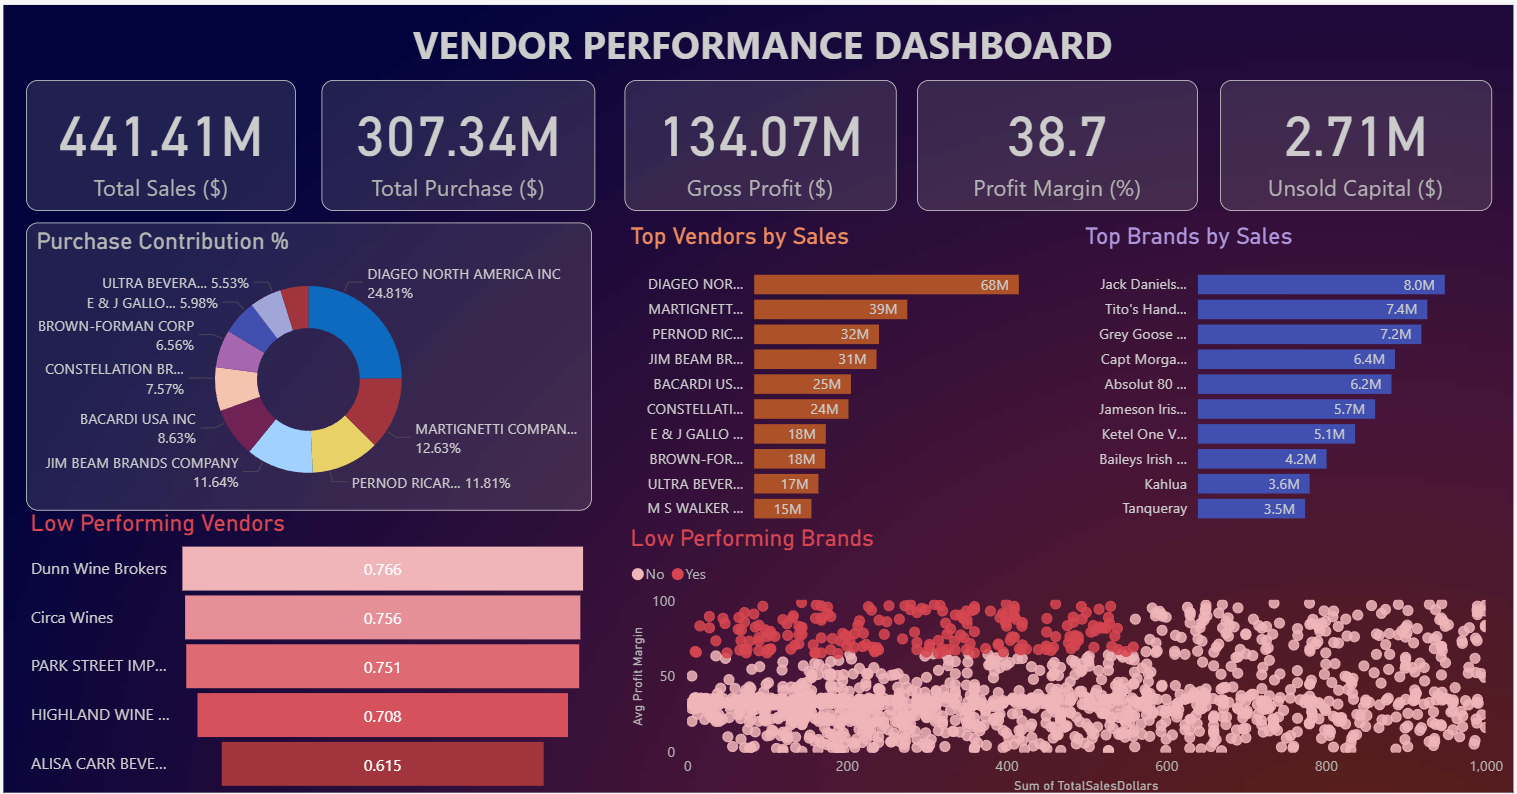 VENDOR PERFORMANCE DASHBOARD
441.41M
Total Sales ($)
307.34M
Total Purchase ($)
134.07M
Gross Profit ($)
38.7
Profit Margin (%)
2.71M
Unsold Capital ($)
Purchase Contribution %
DIAGEO NORTH AMERICA INC
24.81%
MARTIGNETTI COMPAN...
12.63%
PERNOD RICAR... 11.81%
JIM BEAM BRANDS COMPANY
11.64%
BACARDI USA INC
8.63%
CONSTELLATION BR...
7.57%
BROWN-FORMAN CORP
6.56%
E & J GALLO... 5.98%
ULTRA BEVERA... 5.53%
Top Vendors by Sales
DIAGEO NOR... 68M
MARTIGNETT... 39M
PERNOD RIC... 32M
JIM BEAM BR... 31M
BACARDI US... 25M
CONSTELLATI... 24M
E & J GALLO ... 18M
BROWN-FOR... 18M
ULTRA BEVER... 17M
M S WALKER ... 15M
Top Brands by Sales
Jack Daniels... 8.0M
Tito's Hand... 7.4M
Grey Goose ... 7.2M
Capt Morga... 6.4M
Absolut 80 ... 6.2M
Jameson Iris... 5.7M
Ketel One V... 5.1M
Baileys Irish ... 4.2M
Kahlua 3.6M
Tanqueray 3.5M
Low Performing Vendors
Dunn Wine Brokers 0.766
Circa Wines 0.756
PARK STREET IMP... 0.751
HIGHLAND WINE ... 0.708
ALISA CARR BEVE... 0.615
Low Performing Brands
No Yes
Avg Profit Margin
100
50
0
0 200 400 600 800 1,000
Sum of TotalSalesDollars